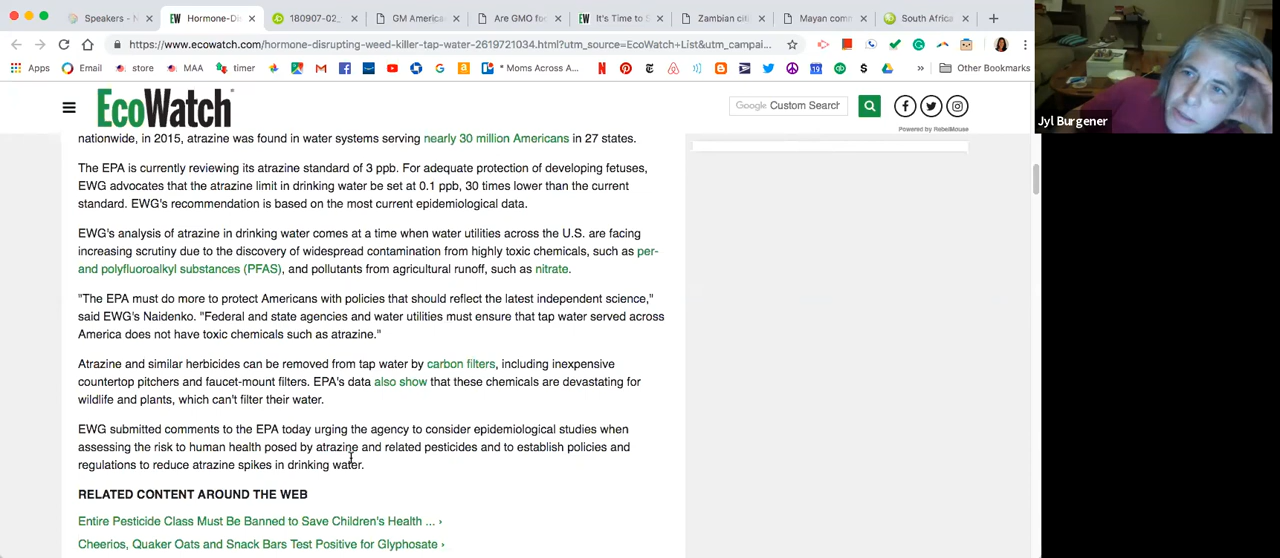 Speakers - N
Hormone-Di
180907-02_
GM America
Are GMO foo
It's Time to S
Zambian citi
Mayan comm
South Africa
https://www.ecowatch.com/hormone-disrupting-weed-killer-tap-water-2619721034.html?utm_source=EcoWatch+List&utm_campai...
Apps
Email
store
MAA
timer
* Moms Across A...
Other Bookmarks
EcoWatch
Google Custom Search
Powered by RebelMouse
nationwide, in 2015, atrazine was found in water systems serving nearly 30 million Americans in 27 states.
The EPA is currently reviewing its atrazine standard of 3 ppb. For adequate protection of developing fetuses,
EWG advocates that the atrazine limit in drinking water be set at 0.1 ppb, 30 times lower than the current
standard. EWG's recommendation is based on the most current epidemiological data.
EWG's analysis of atrazine in drinking water comes at a time when water utilities across the U.S. are facing
increasing scrutiny due to the discovery of widespread contamination from highly toxic chemicals, such as per-
and polyfluoroalkyl substances (PFAS), and pollutants from agricultural runoff, such as nitrate.
"The EPA must do more to protect Americans with policies that should reflect the latest independent science,"
said EWG's Naidenko. "Federal and state agencies and water utilities must ensure that tap water served across
America does not have toxic chemicals such as atrazine."
Atrazine and similar herbicides can be removed from tap water by carbon filters, including inexpensive
countertop pitchers and faucet-mount filters. EPA's data also show that these chemicals are devastating for
wildlife and plants, which can't filter their water.
EWG submitted comments to the EPA today urging the agency to consider epidemiological studies when
assessing the risk to human health posed by atrazine and related pesticides and to establish policies and
regulations to reduce atrazine spikes in drinking water.
RELATED CONTENT AROUND THE WEB
Entire Pesticide Class Must Be Banned to Save Children's Health ... ›
Cheerios, Quaker Oats and Snack Bars Test Positive for Glyphosate ›
Jyl Burgener